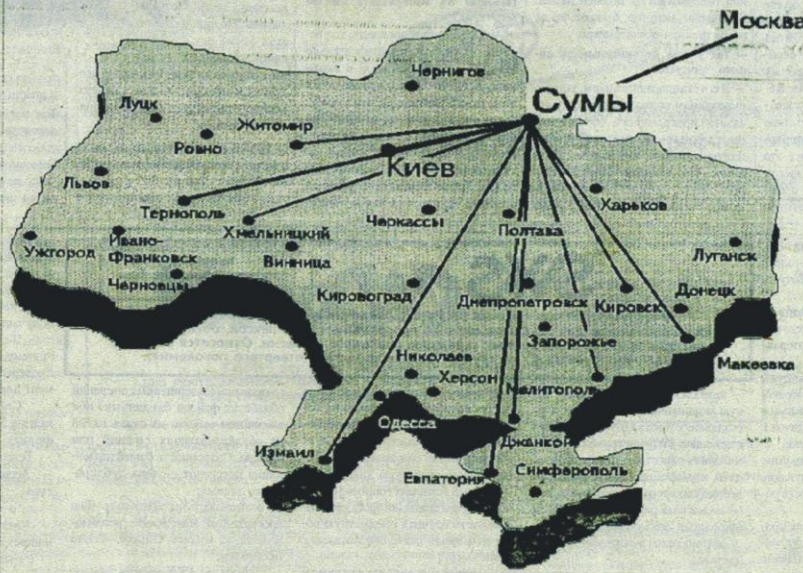 Москва
Чернигов
Сумы
Луцк
Житомир
Ровно
Киев
Львов
Тернополь
Хмельницкий
Черкассы
Полтава
Харьков
Ужгород
Ивано-
Франковск
Винница
Луганск
Черновцы
Кировоград
Днепропетровск
Кировск
Донецк
Запорожье
Макеевка
Николаев
Херсон
Мелитополь
Одесса
Джанкой
Измаил
Евпатория
Симферополь